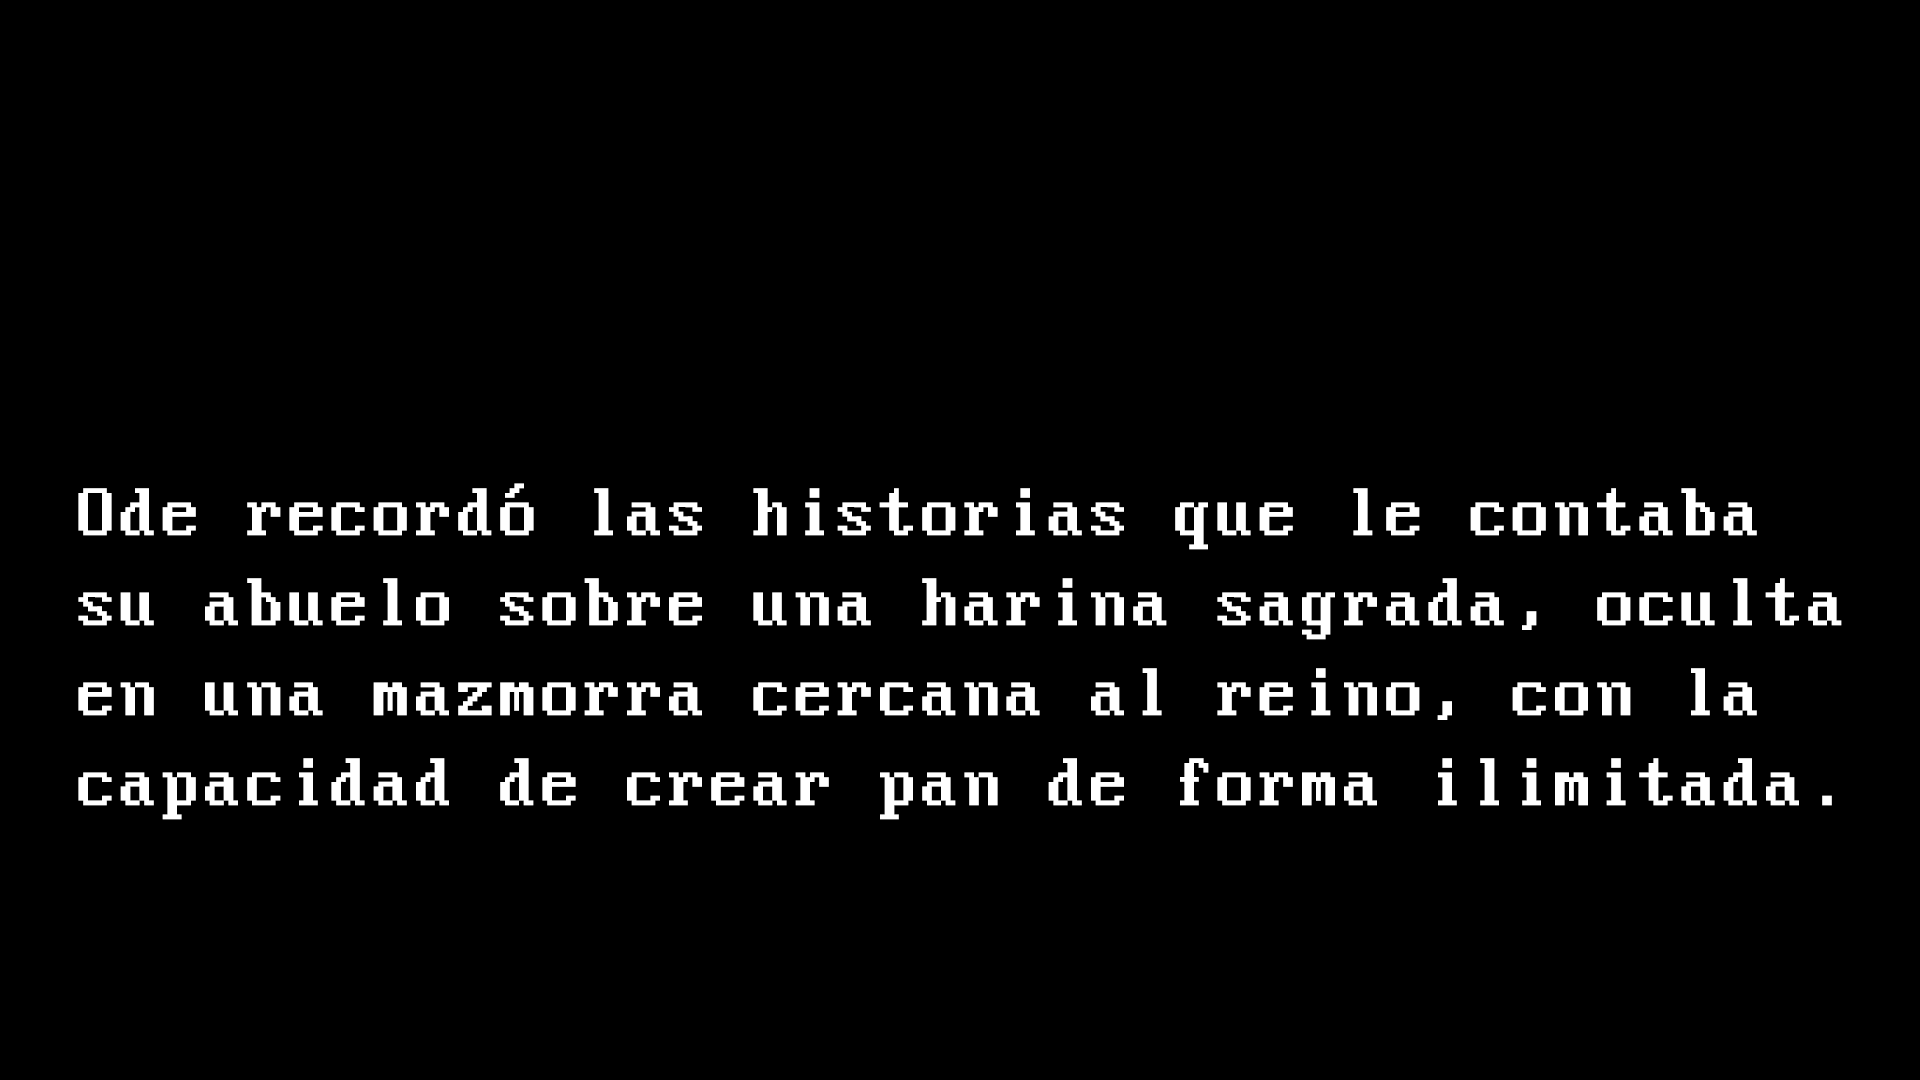 Ode recordó las historias que le contaba
su abuelo sobre una harina sagrada, oculta
en una mazmorra cercana al reino, con la
capacidad de crear pan de forma ilimitada.